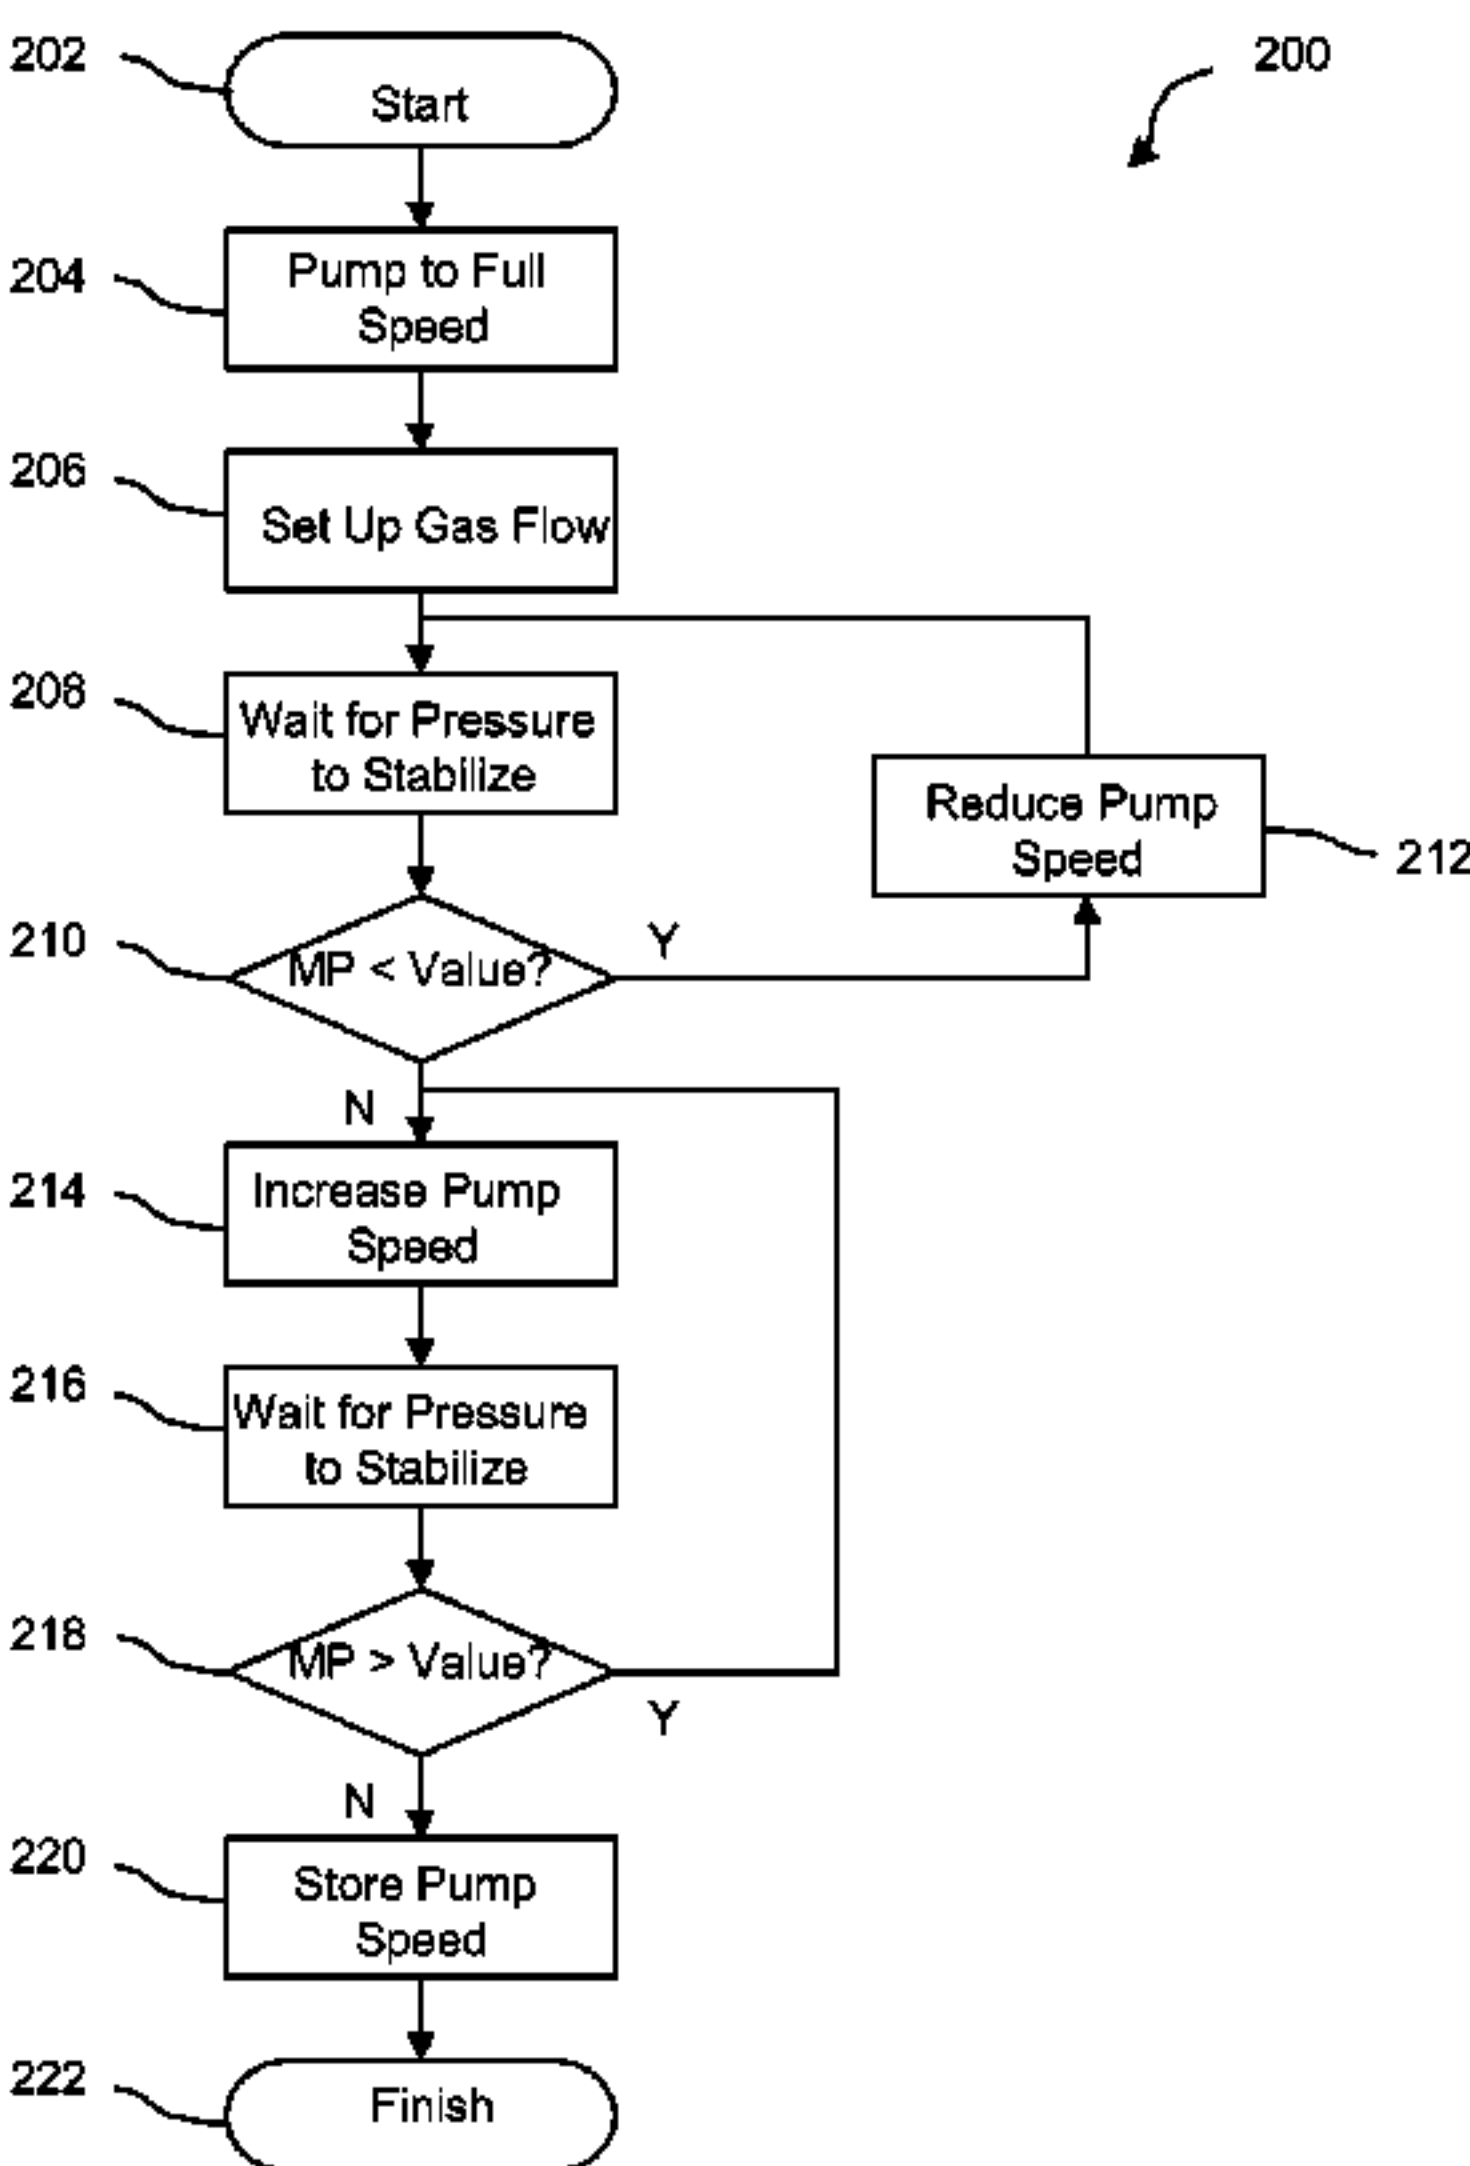 202
Start
200
204
Pump to Full
Speed
206
Set Up Gas Flow
208
Wait for Pressure
to Stabilize
Reduce Pump
Speed
212
210
MP < Value?
Y
N
214
Increase Pump
Speed
216
Wait for Pressure
to Stabilize
218
MP > Value?
Y
N
220
Store Pump
Speed
222
Finish